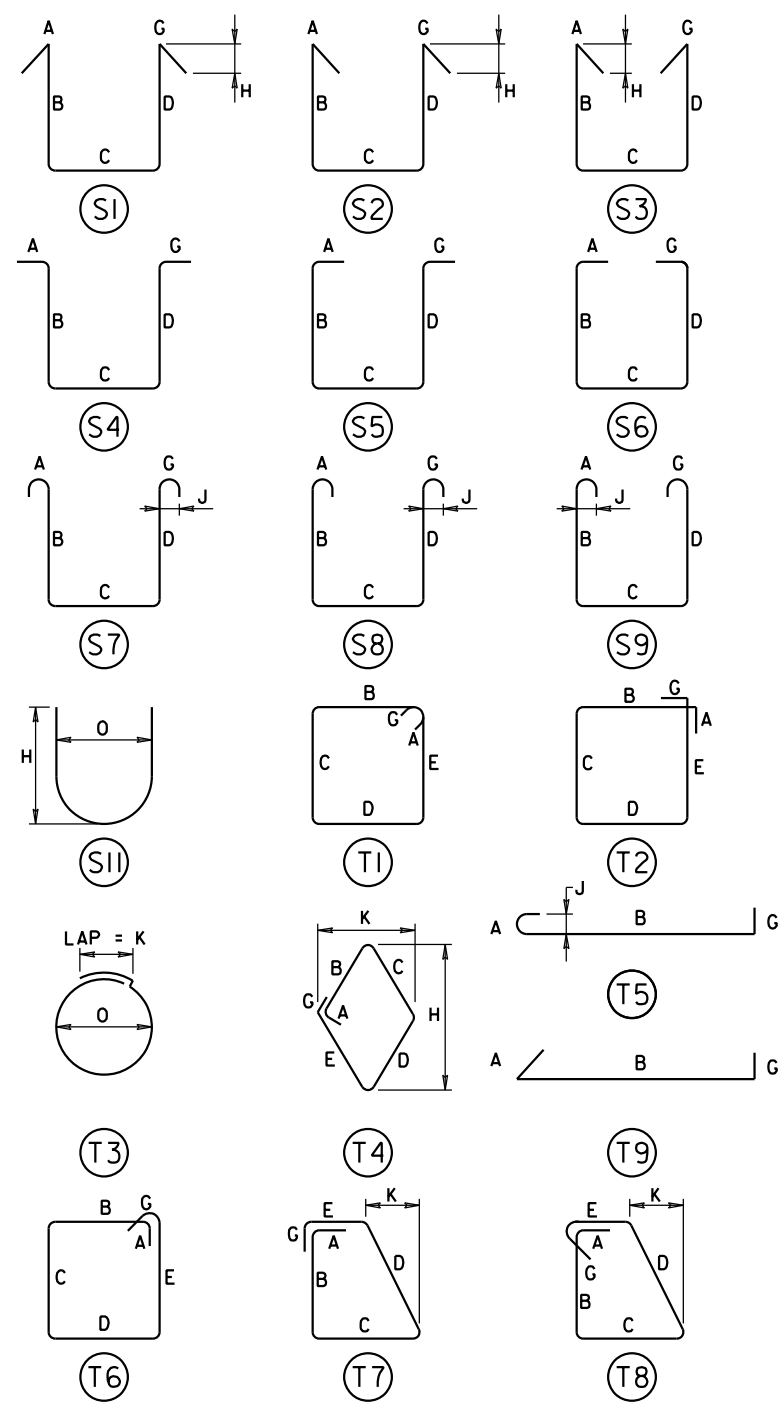 A G A G A G
H H H
B D B D B D
C C C
S1 S2 S3
A G A G A G
B D B D B D
C C C
S4 S5 S6
A G A G A G
J J J
B D B D B D
C C C
S7 S8 S9
B B G
O G A A
H C E C E
D D
S11 T1 T2
LAP = K K J
A B G
B C
O G A H
T5
E D
A B G
T3 T4 T9
B G E K E K
A G A A
C E B D G D
B
D C C
T6 T7 T8